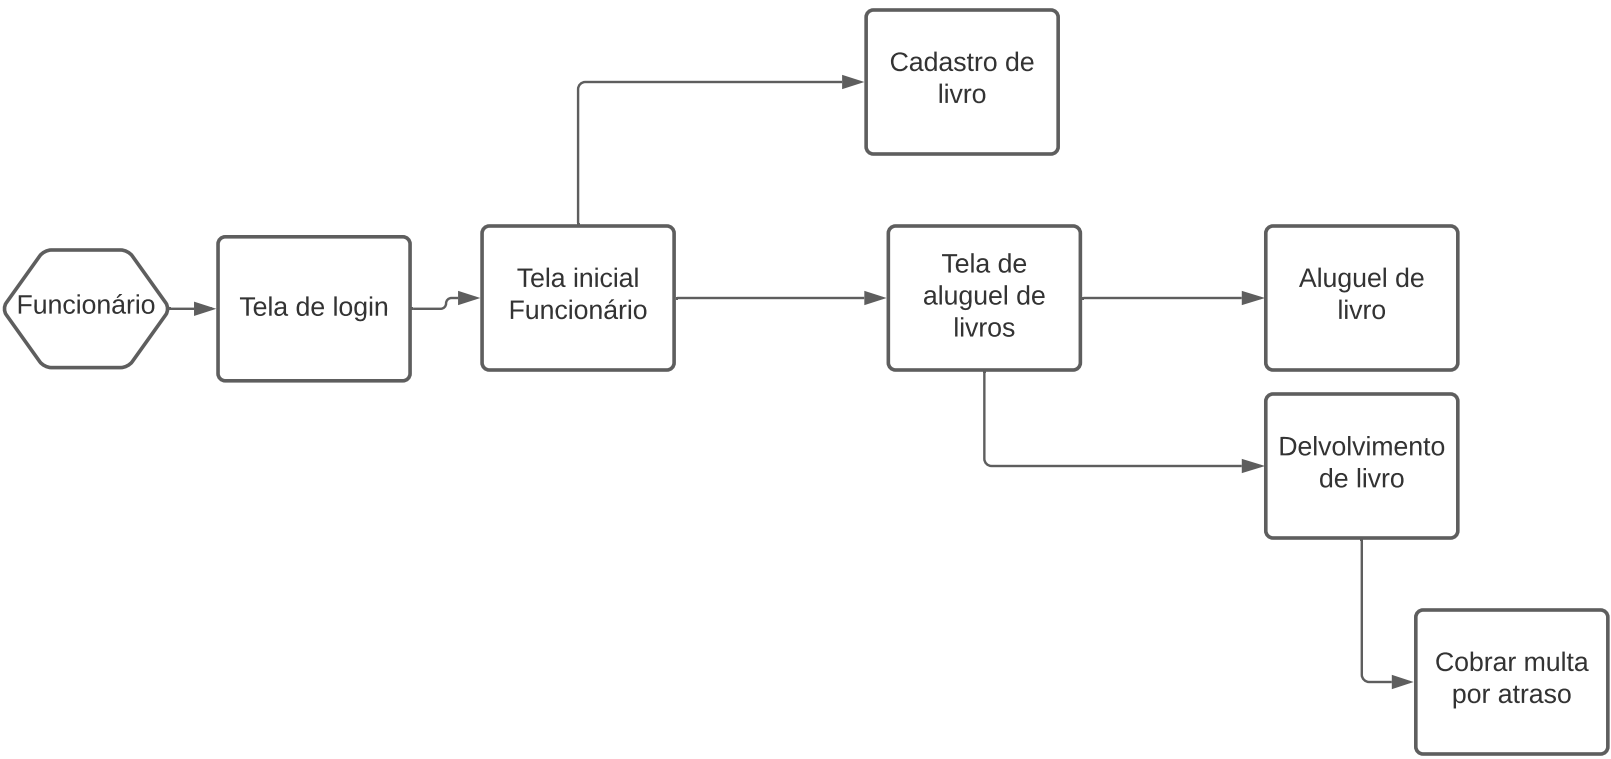 Cadastro de
livro
Funcionário
Tela de login
Tela inicial
Funcionário
Tela de
aluguel de
livros
Aluguel de
livro
Delvolvimento
de livro
Cobrar multa
por atraso